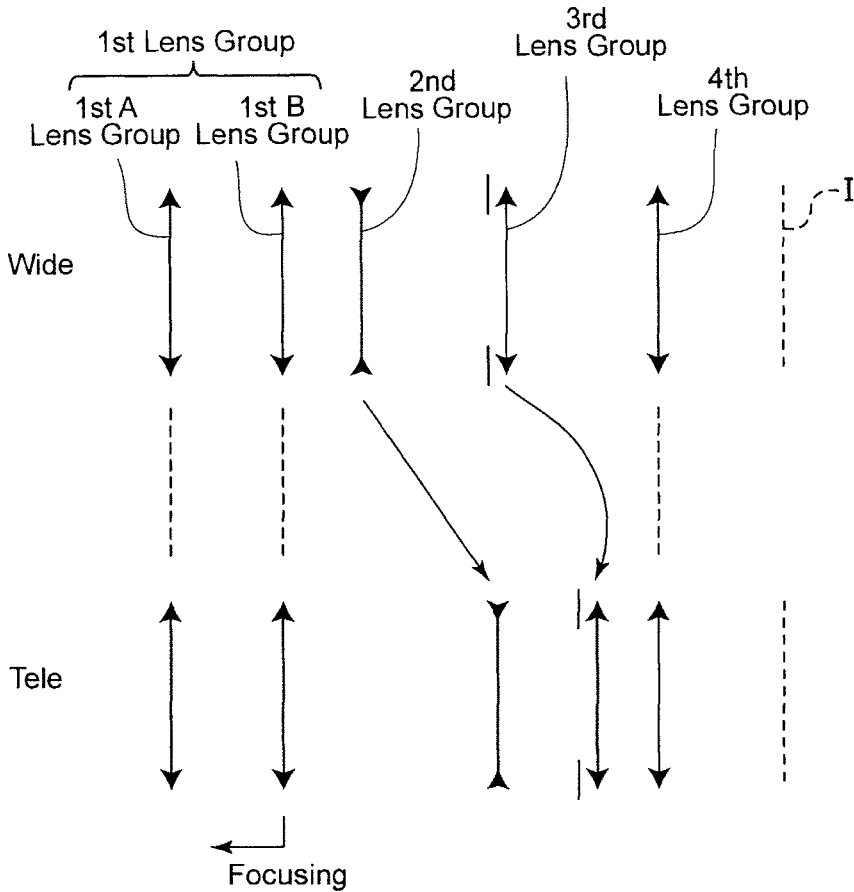 1st Lens Group
3rd
Lens Group
1st A
Lens Group
1st B
Lens Group
2nd
Lens Group
4th
Lens Group
I
Wide
Tele
Focusing